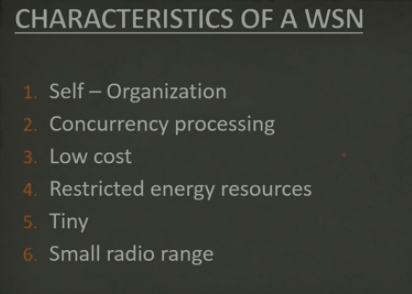 CHARACTERISTICS OF A WSN
1. Self – Organization
2. Concurrency processing
3. Low cost
4. Restricted energy resources
5. Tiny
6. Small radio range